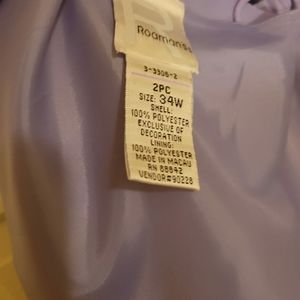 Roamans
3-3306-2
2PC
SIZE: 34W
SHELL:
100% POLYESTER
EXCLUSIVE OF
DECORATION
LINING:
100% POLYESTER
MADE IN MACAU
RN 88842
VENDOR#90228